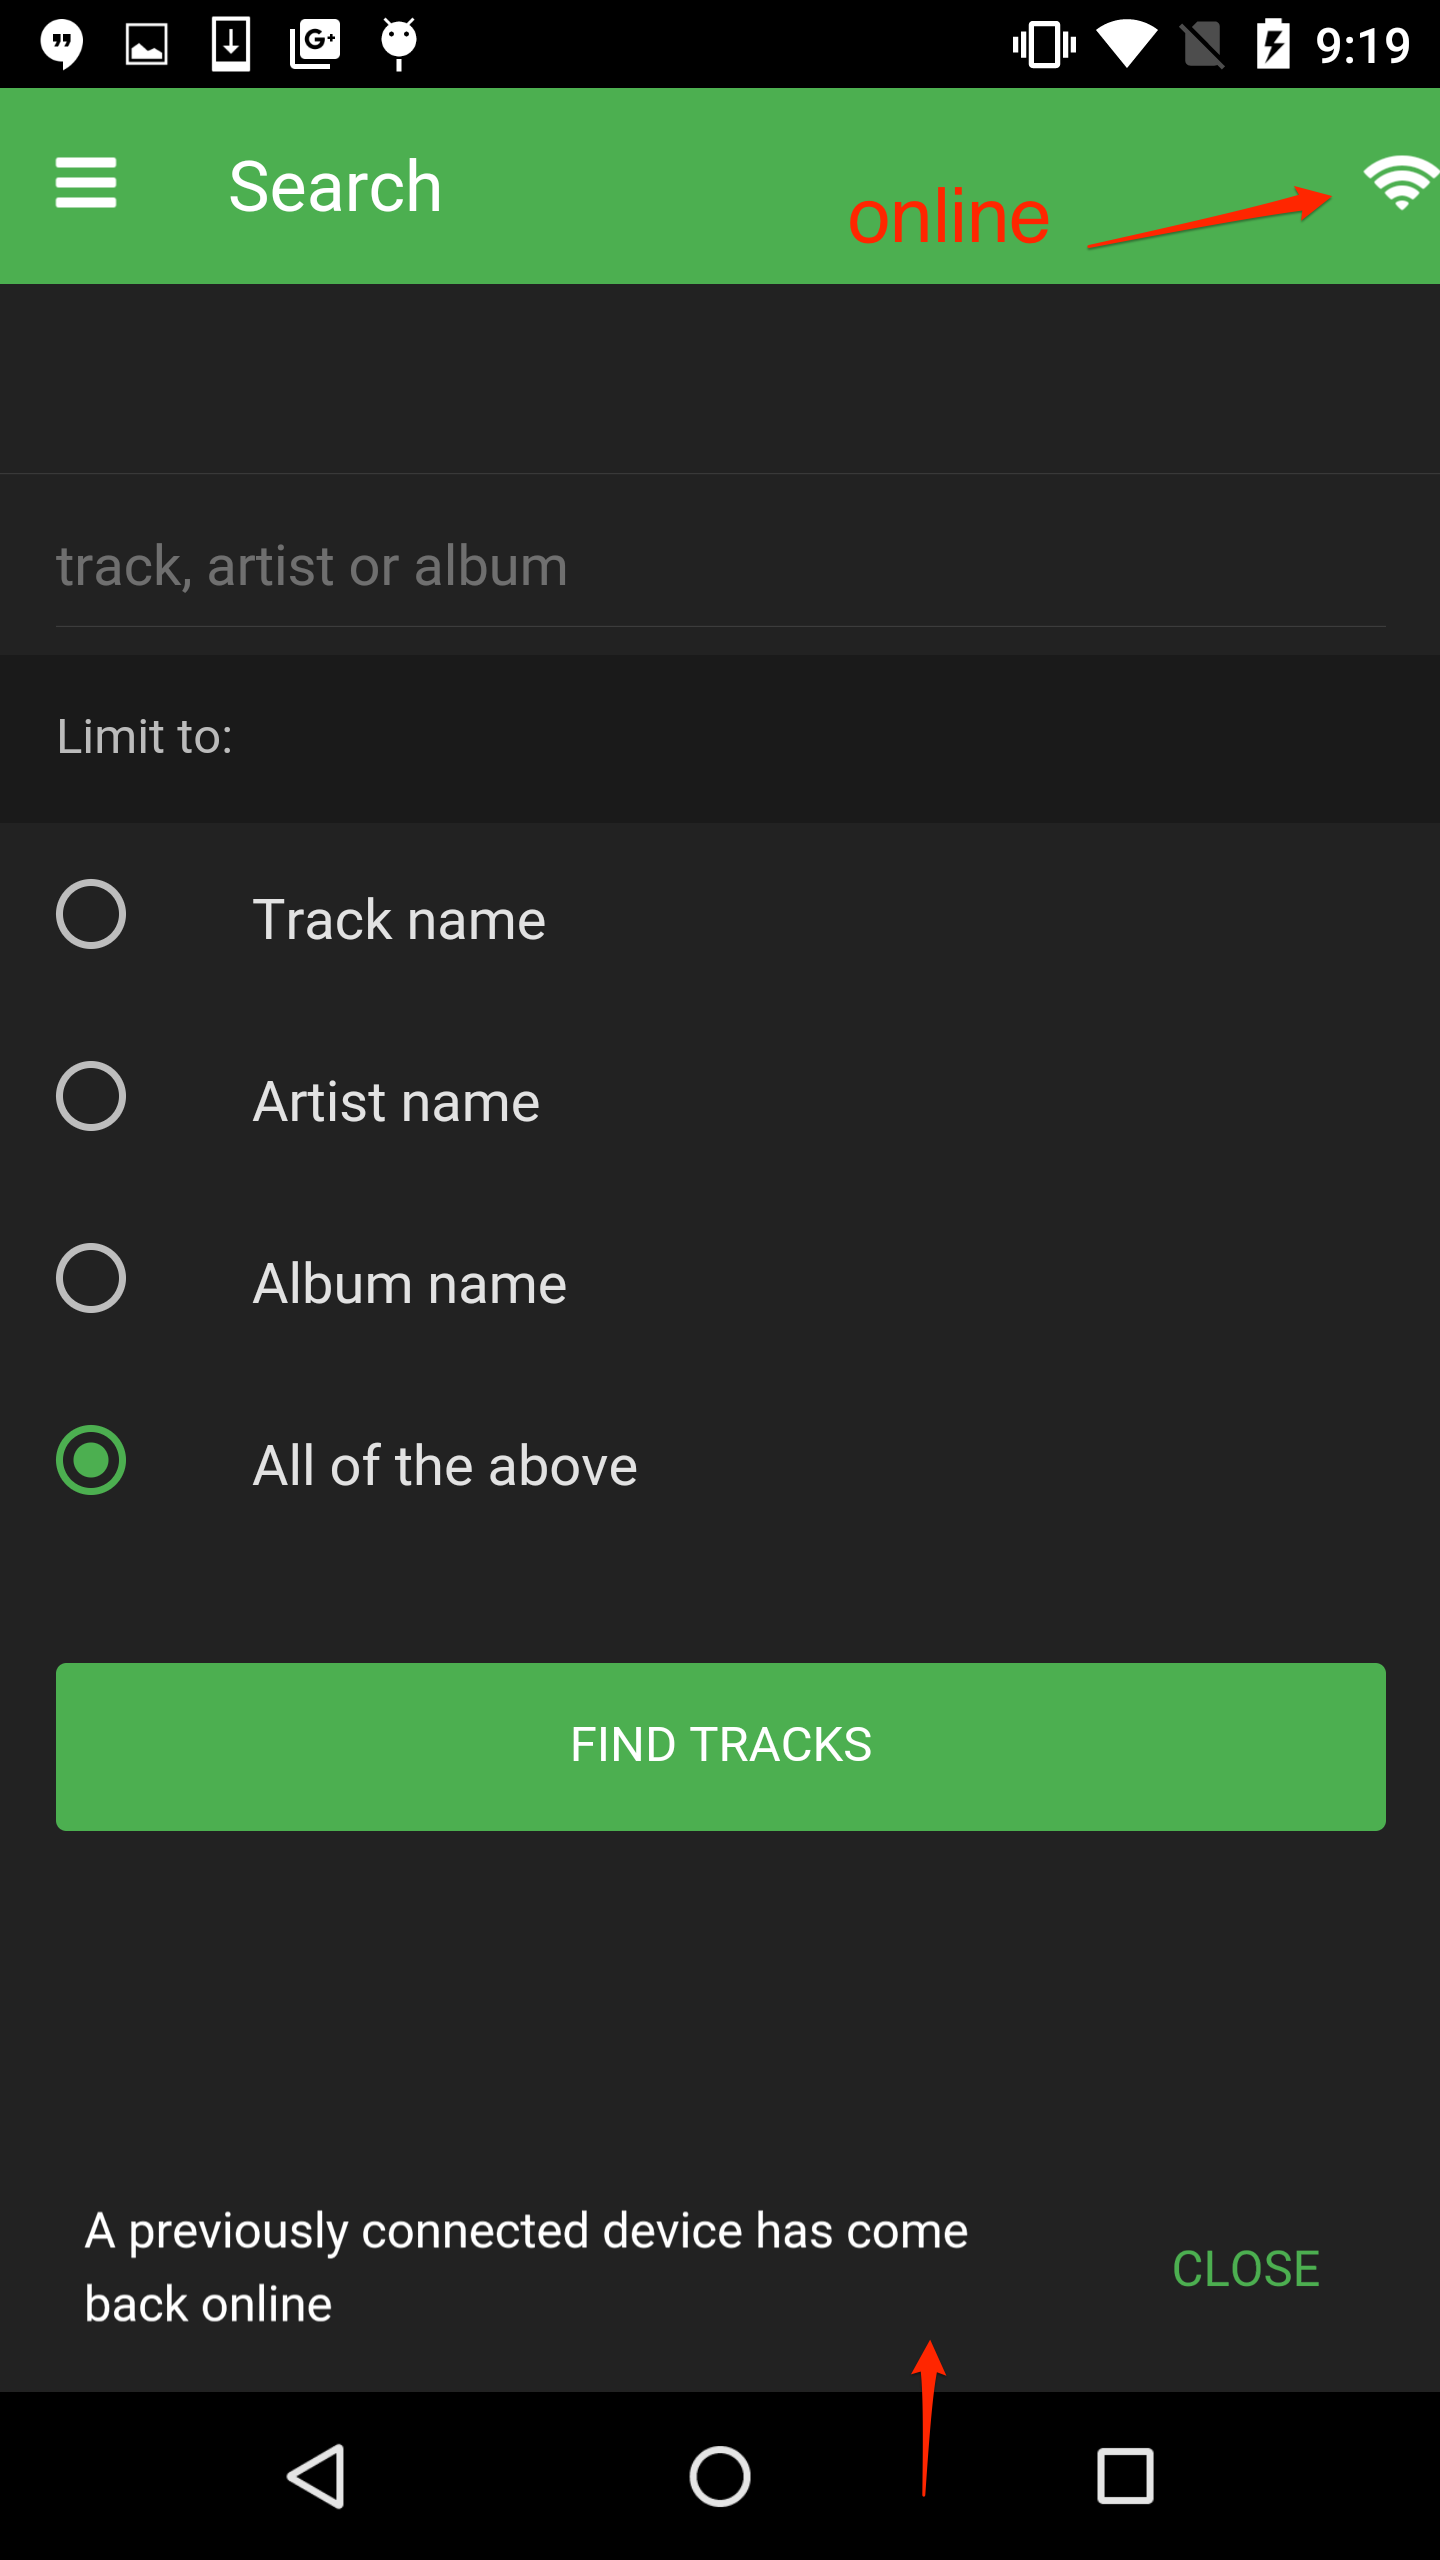 9:19
Search
online
track, artist or album
Limit to:
Track name
Artist name
Album name
All of the above
FIND TRACKS
A previously connected device has come
back online
CLOSE